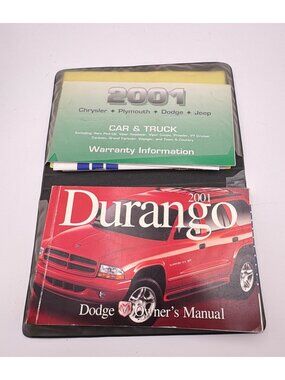 2001
Chrysler • Plymouth • Dodge • Jeep
CAR & TRUCK
Warranty Information
2001
Durango
Dodge Owner's Manual